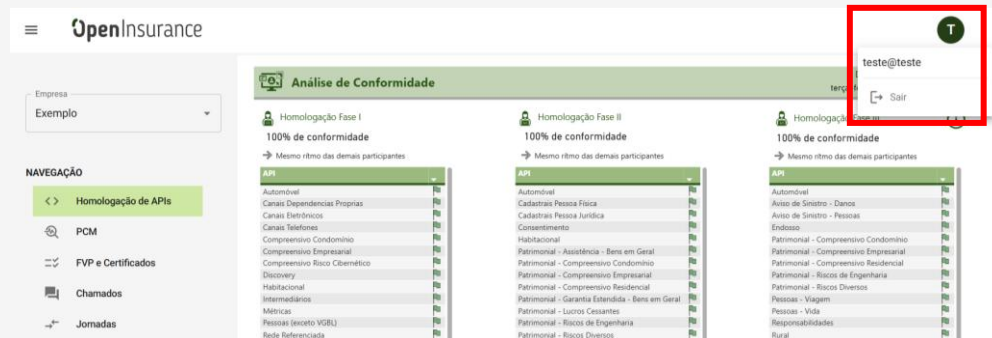 OpenInsurance
T
teste@teste
Sair
Empresa
Exemplo
NAVEGAÇÃO
Homologação de APIs
PCM
FVP e Certificados
Chamados
Jornadas
Análise de Conformidade
Homologação Fase I
100% de conformidade
Mesmo ritmo das demais participantes
API
Automóvel
Canais Dependencias Proprias
Canais Eletrônicos
Canais Telefones
Compreensivo Condomínio
Compreensivo Empresarial
Compreensivo Risco Cibernético
Discovery
Habitacional
Intermediários
Métricas
Pessoas (exceto VGBL)
Rede Referenciada
Homologação Fase II
100% de conformidade
Mesmo ritmo das demais participantes
API
Automóvel
Cadastrais Pessoa Física
Cadastrais Pessoa Jurídica
Consentimento
Habitacional
Patrimonial - Assistência - Bens em Geral
Patrimonial - Compreensivo Condomínio
Patrimonial - Compreensivo Empresarial
Patrimonial - Compreensivo Residencial
Patrimonial - Garantia Estendida - Bens em Geral
Patrimonial - Lucros Cessantes
Patrimonial - Riscos de Engenharia
Patrimonial - Riscos Diversos
Homologação Fase III
100% de conformidade
Mesmo ritmo das demais participantes
API
Automóvel
Aviso de Sinistro - Danos
Aviso de Sinistro - Pessoas
Endosso
Patrimonial - Compreensivo Condomínio
Patrimonial - Compreensivo Empresarial
Patrimonial - Compreensivo Residencial
Patrimonial - Riscos de Engenharia
Patrimonial - Riscos Diversos
Pessoas - Viagem
Pessoas - Vida
Responsabilidades
Rural